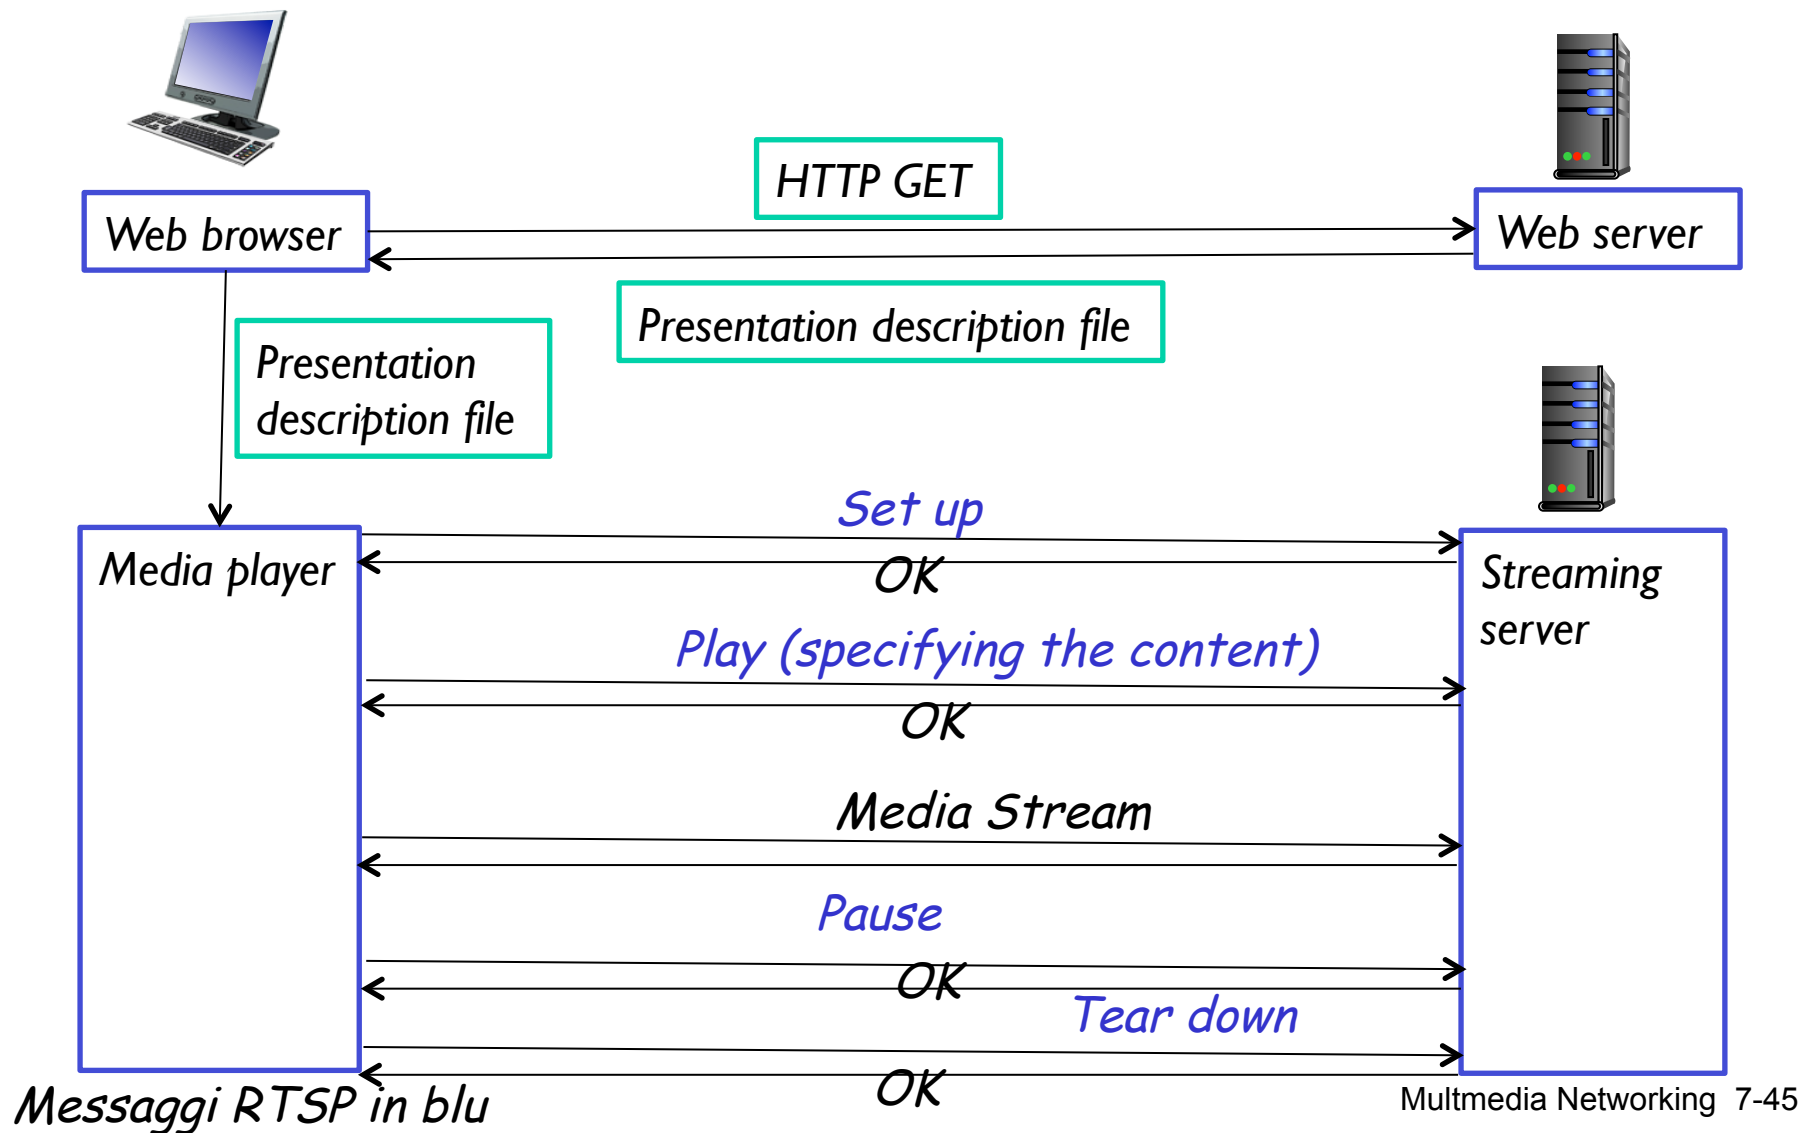 HTTP GET
Web browser
Web server
Presentation description file
Presentation
description file
Set up
OK
Media player
Streaming
server
Play (specifying the content)
OK
Media Stream
Pause
OK
Tear down
OK
Messaggi RTSP in blu
Multmedia Networking 7-45